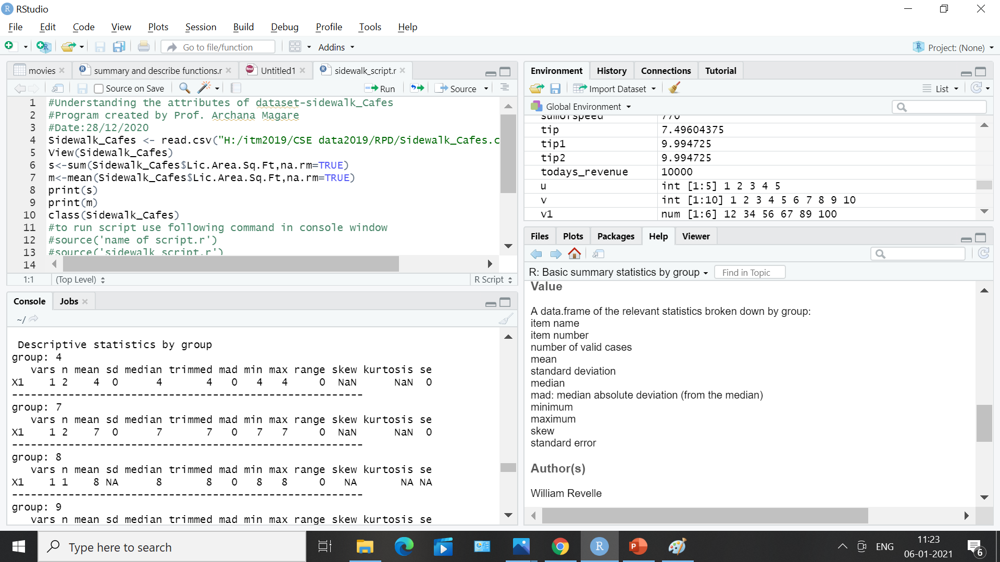 RStudio
File Edit Code View Plots Session Build Debug Profile Tools Help
Go to file/function Addins Project: (None)
movies summary and describe functions.r Untitled1 sidewalk_script.r
Source on Save Run Source
1 #Understanding the attributes of dataset-sidewalk_Cafes
2 #Program created by Prof. Archana Magare
3 #Date:28/12/2020
4 Sidewalk_Cafes <- read.csv("H:/itm2019/CSE data2019/RPD/Sidewalk_Cafes.c
5 View(Sidewalk_Cafes)
6 s<-sum(Sidewalk_Cafes$Lic.Area.Sq.Ft,na.rm=TRUE)
7 m<-mean(Sidewalk_Cafes$Lic.Area.Sq.Ft,na.rm=TRUE)
8 print(s)
9 print(m)
10 class(Sidewalk_Cafes)
11 #to run script use following command in console window
12 #source('name of script.r')
13 #source('sidewalk_script.r')
14
1:1 (Top Level) R Script
Console Jobs
~/
Descriptive statistics by group
group: 4
vars n mean sd median trimmed mad min max range skew kurtosis se
X1 1 2 4 0 4 4 0 4 4 0 NaN NaN 0
--------------------------------------------------------
group: 7
vars n mean sd median trimmed mad min max range skew kurtosis se
X1 1 2 7 0 7 7 0 7 7 0 NaN NaN 0
--------------------------------------------------------
group: 8
vars n mean sd median trimmed mad min max range skew kurtosis se
X1 1 1 8 NA 8 8 0 8 8 0 NA NA NA
--------------------------------------------------------
group: 9
vars n mean sd median trimmed mad min max range skew kurtosis se
Environment History Connections Tutorial
Import Dataset List
Global Environment
sumofspeed 770
tip 7.49604375
tip1 9.994725
tip2 9.994725
todays_revenue 10000
u int [1:5] 1 2 3 4 5
v int [1:10] 1 2 3 4 5 6 7 8 9 10
v1 num [1:6] 12 34 56 67 89 100
Files Plots Packages Help Viewer
R: Basic summary statistics by group Find in Topic
Value
A data.frame of the relevant statistics broken down by group:
item name
item number
number of valid cases
mean
standard deviation
median
mad: median absolute deviation (from the median)
minimum
maximum
skew
standard error
Author(s)
William Revelle
Type here to search
ENG
11:23
06-01-2021
6